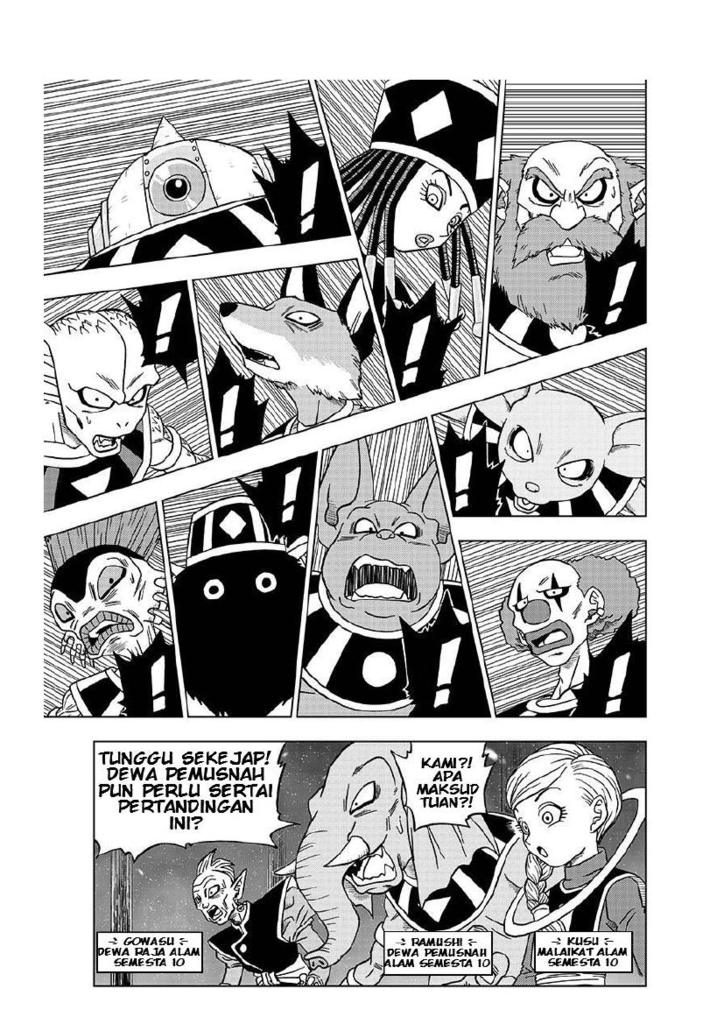 !
!
!
!
!
!
!
!
!
!
TUNGGU SEKEJAP!
DEWA PEMUSNAH
PUN PERLU SERTAI
PERTANDINGAN
INI?
KAMI?!
APA
MAKSUD
TUAN?!
GOWASU
DEWA RAJA ALAM
SEMESTA 10
RAMUSHI
DEWA PEMUSNAH
ALAM SEMESTA 10
KUSU
MALAIKAT ALAM
SEMESTA 10